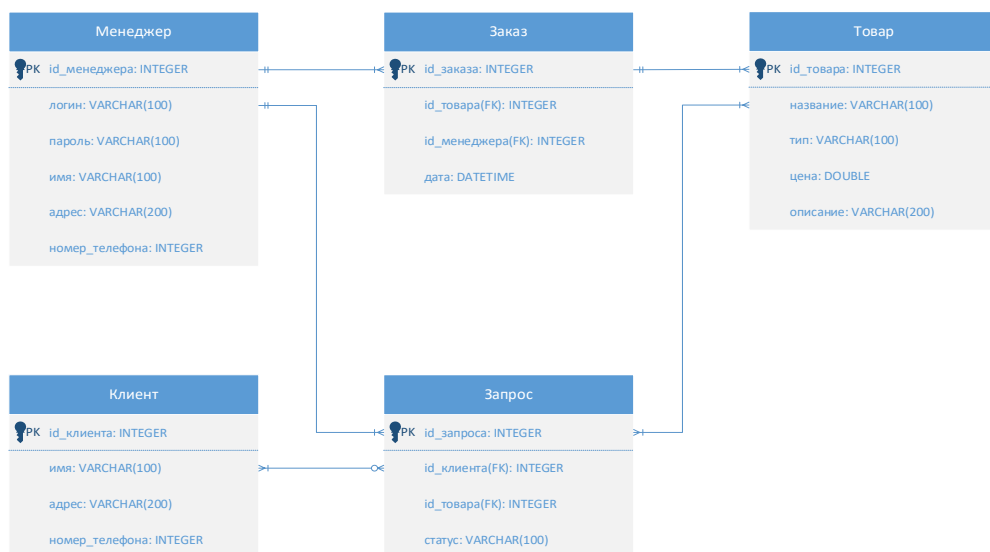 Менеджер
PK id_менеджера: INTEGER
логин: VARCHAR(100)
пароль: VARCHAR(100)
имя: VARCHAR(100)
адрес: VARCHAR(200)
номер_телефона: INTEGER
Заказ
PK id_заказа: INTEGER
id_товара(FK): INTEGER
id_менеджера(FK): INTEGER
дата: DATETIME
Товар
PK id_товара: INTEGER
название: VARCHAR(100)
тип: VARCHAR(100)
цена: DOUBLE
описание: VARCHAR(200)
Клиент
PK id_клиента: INTEGER
имя: VARCHAR(100)
адрес: VARCHAR(200)
номер_телефона: INTEGER
Запрос
PK id_запроса: INTEGER
id_клиента(FK): INTEGER
id_товара(FK): INTEGER
статус: VARCHAR(100)